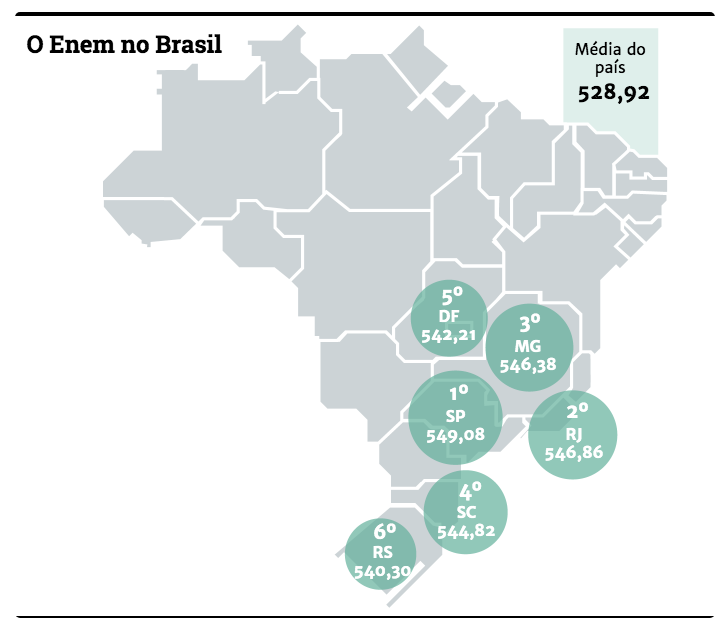 O Enem no Brasil
Média do
país
528,92
5º
DF
542,21
3º
MG
546,38
1º
SP
549,08
2º
RJ
546,86
4º
SC
544,82
6º
RS
540,30